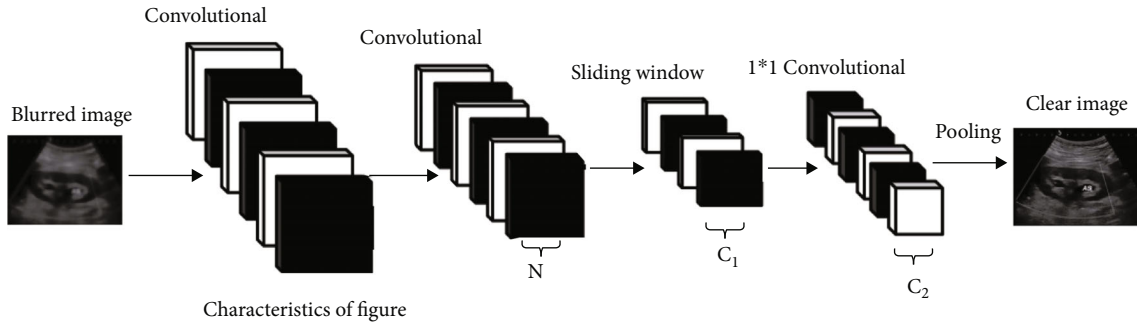 Convolutional
Convolutional
Sliding window
1*1 Convolutional
Blurred image
Clear image
Pooling
N
C₁
C₂
Characteristics of figure